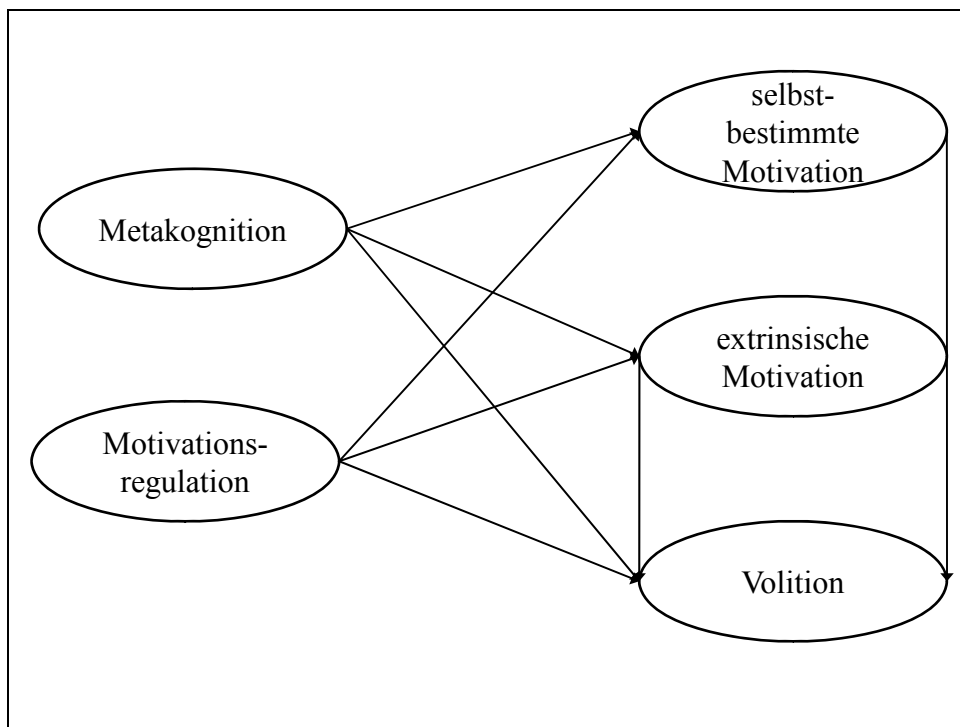 selbst-
bestimmte
Motivation
Metakognition
extrinsische
Motivation
Motivations-
regulation
Volition